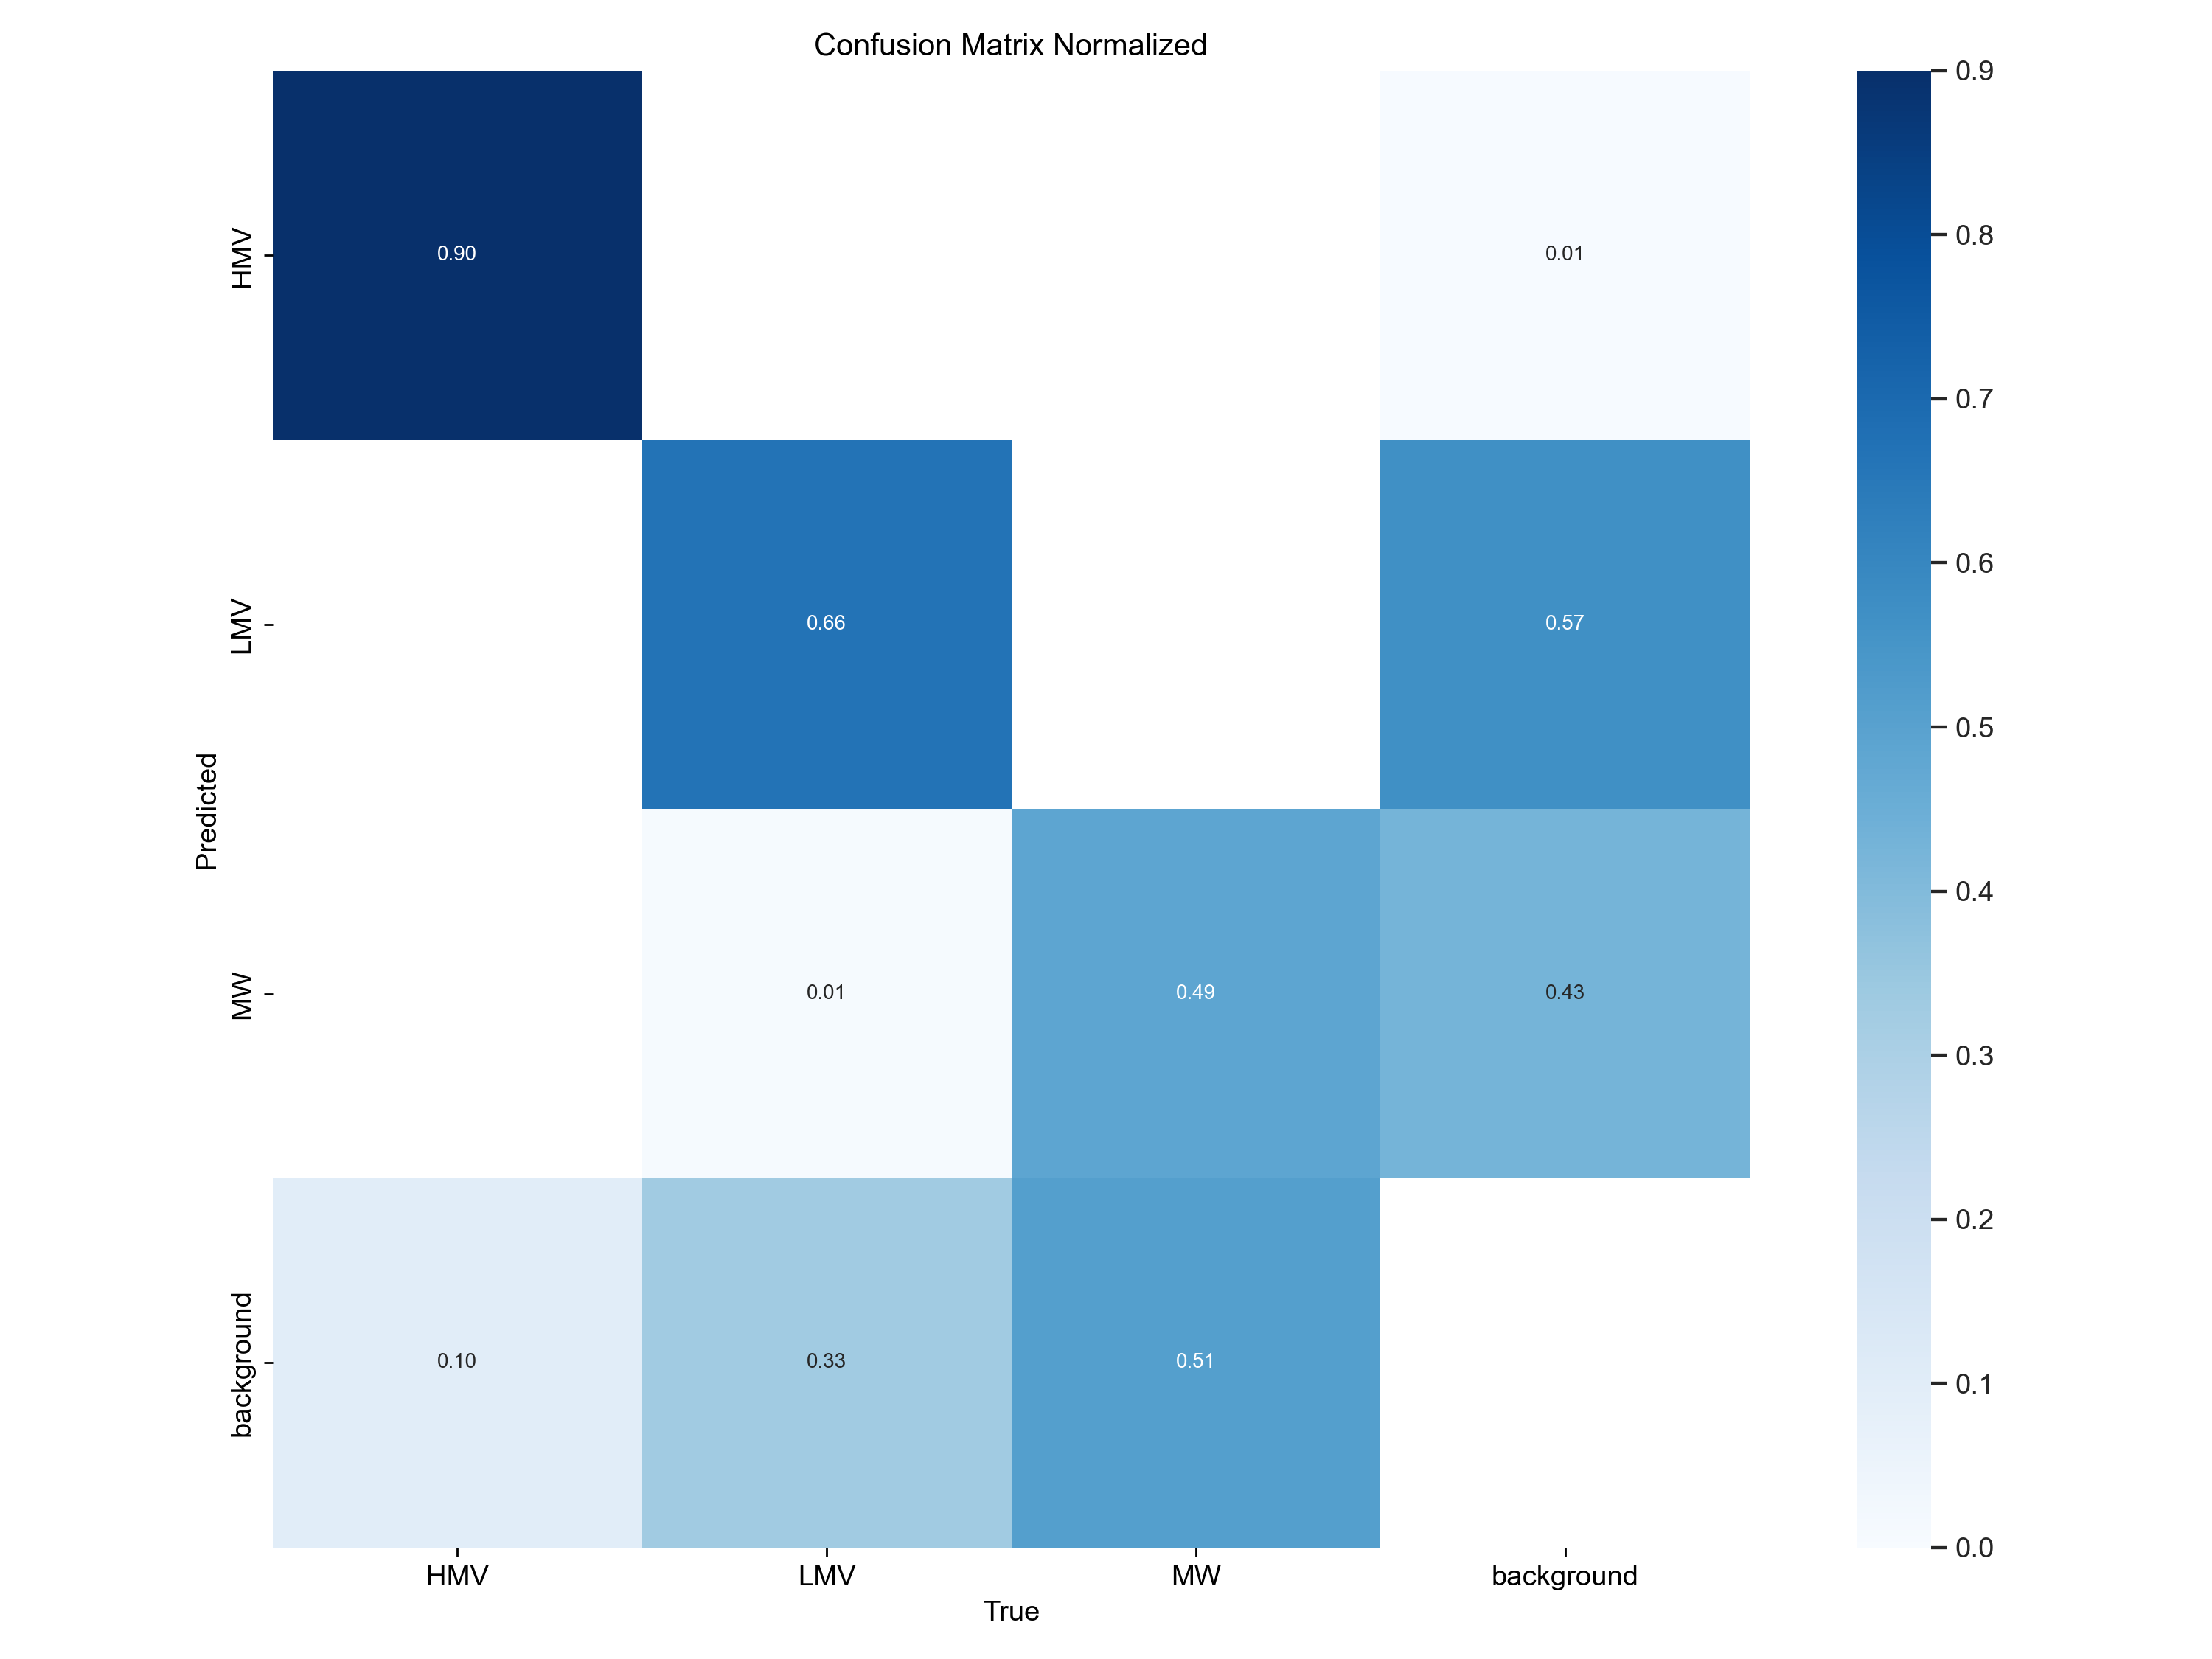 Confusion Matrix Normalized
HMV
0.90
0.01
LMV
0.66
0.57
MW
0.01
0.49
0.43
background
0.10
0.33
0.51
Predicted
HMV
LMV
MW
background
True
0.9
0.8
0.7
0.6
0.5
0.4
0.3
0.2
0.1
0.0